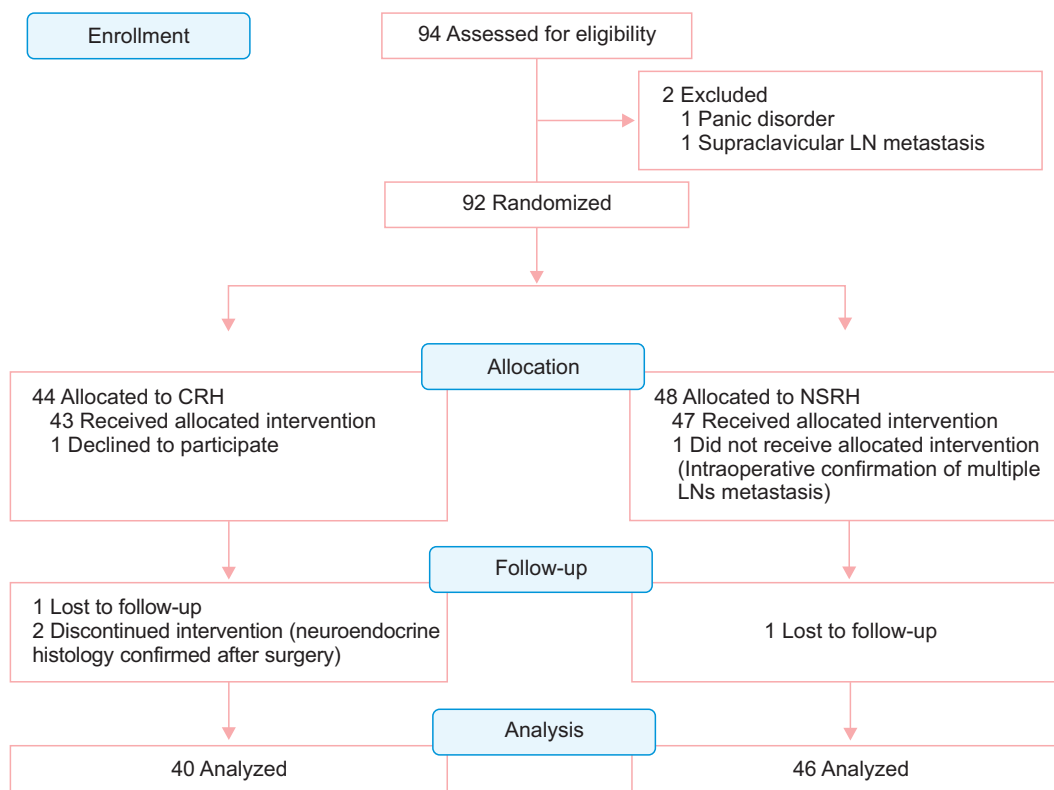 Enrollment
94 Assessed for eligibility
2 Excluded
1 Panic disorder
1 Supraclavicular LN metastasis
92 Randomized
Allocation
44 Allocated to CRH
43 Received allocated intervention
1 Declined to participate
48 Allocated to NSRH
47 Received allocated intervention
1 Did not receive allocated intervention
(Intraoperative confirmation of multiple
LNs metastasis)
Follow-up
1 Lost to follow-up
2 Discontinued intervention (neuroendocrine
histology confirmed after surgery)
1 Lost to follow-up
Analysis
40 Analyzed
46 Analyzed